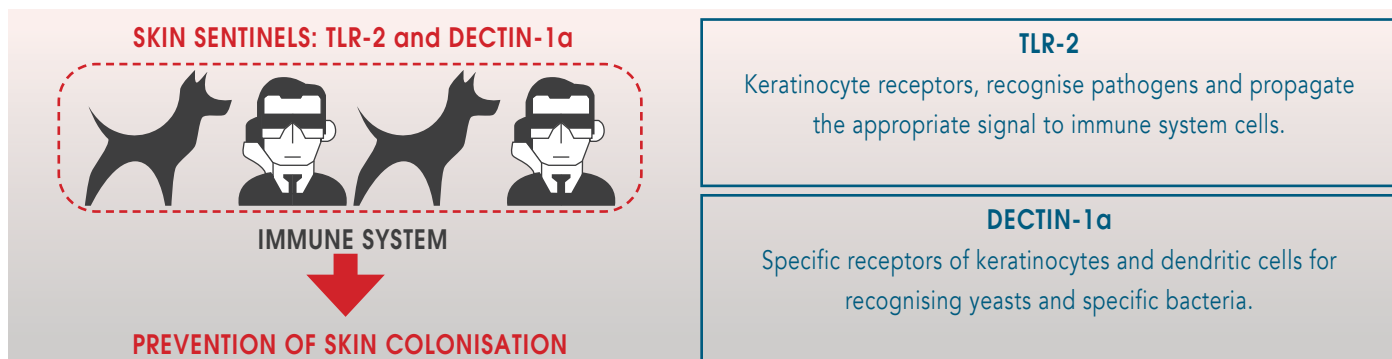 SKIN SENTINELS: TLR-2 and DECTIN-1a
IMMUNE SYSTEM
PREVENTION OF SKIN COLONISATION
TLR-2
Keratinocyte receptors, recognise pathogens and propagate
the appropriate signal to immune system cells.
DECTIN-1a
Specific receptors of keratinocytes and dendritic cells for
recognising yeasts and specific bacteria.